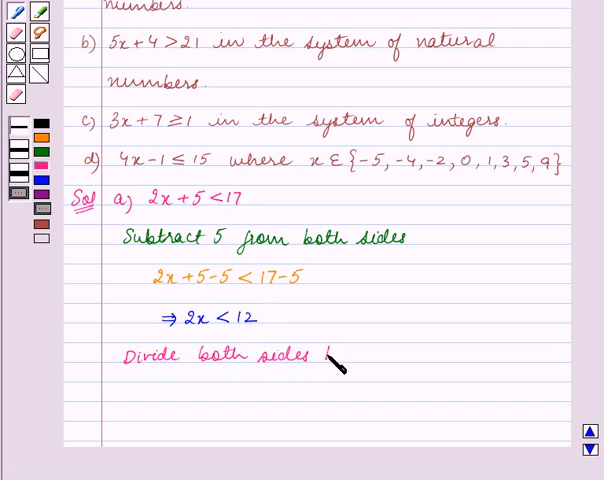 numbers.
b) 5x + 4 > 21 in the system of natural
numbers.
c) 3x + 7 ≥ 1 in the system of integers.
d) 4x - 1 ≤ 15 where x ∈ {-5, -4, -2, 0, 1, 3, 5, 9}
Sol a) 2x + 5 < 17
Subtract 5 from both sides
2x + 5 - 5 < 17 - 5
⇒ 2x < 12
Divide both sides